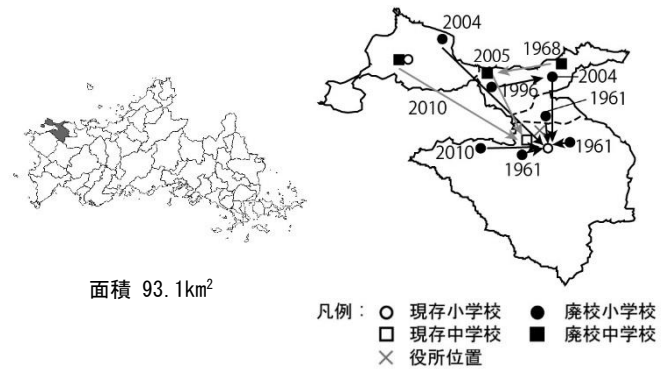 2004
2005
1968
1996
2004
2010
1961
2010
1961
1961
面積 93.1km²
凡例： ○ 現存小学校 ● 廃校小学校
□ 現存中学校 ■ 廃校中学校
× 役所位置